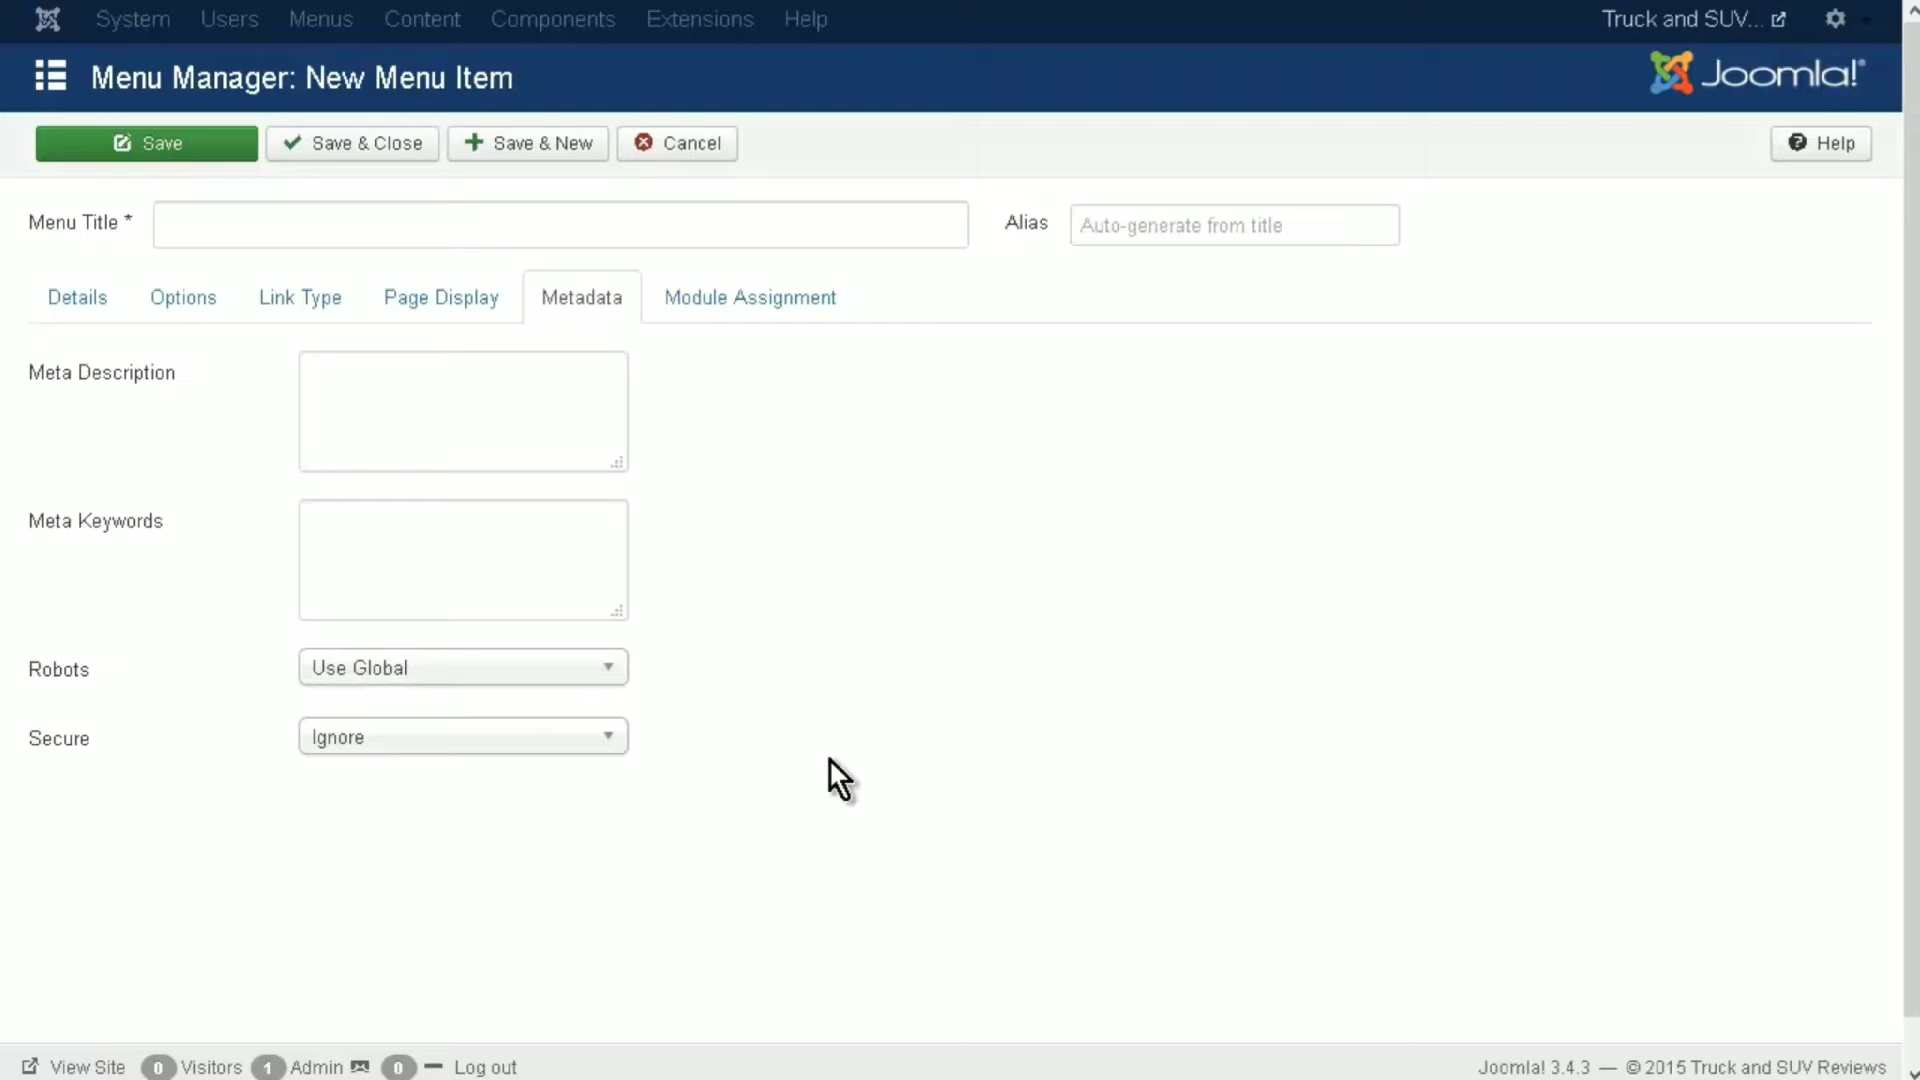 System Users Menus Content Components Extensions Help Truck and SUV...
Menu Manager: New Menu Item Joomla!®
Save Save & Close Save & New Cancel Help
Menu Title * Alias Auto-generate from title
Details Options Link Type Page Display Metadata Module Assignment
Meta Description
Meta Keywords
Robots Use Global
Secure Ignore
View Site 0 Visitors 1 Admin 0 Log out Joomla! 3.4.3 — © 2015 Truck and SUV Reviews